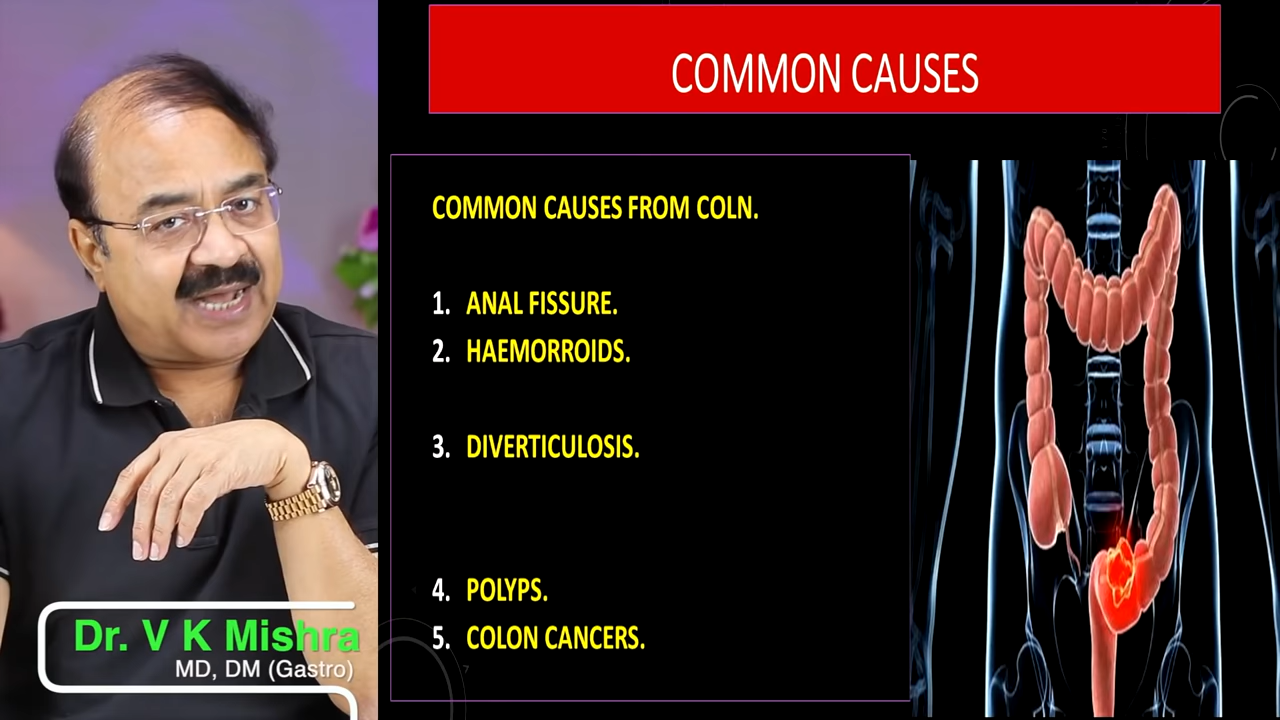 COMMON CAUSES
COMMON CAUSES FROM COLN.
1. ANAL FISSURE.
2. HAEMORROIDS.
3. DIVERTICULOSIS.
4. POLYPS.
5. COLON CANCERS.
Dr. V K Mishra
MD, DM (Gastro)